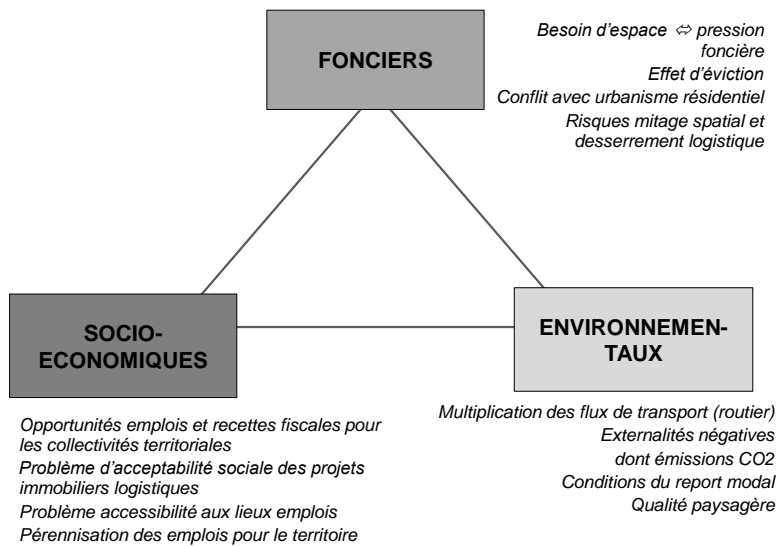 FONCIERS
Besoin d’espace ⇔ pression
foncière
Effet d’éviction
Conflit avec urbanisme résidentiel
Risques mitage spatial et
desserrement logistique
SOCIO-
ECONOMIQUES
Opportunités emplois et recettes fiscales pour
les collectivités territoriales
Problème d’acceptabilité sociale des projets
immobiliers logistiques
Problème accessibilité aux lieux emplois
Pérennisation des emplois pour le territoire
ENVIRONNEMEN-
TAUX
Multiplication des flux de transport (routier)
Externalités négatives
dont émissions CO2
Conditions du report modal
Qualité paysagère